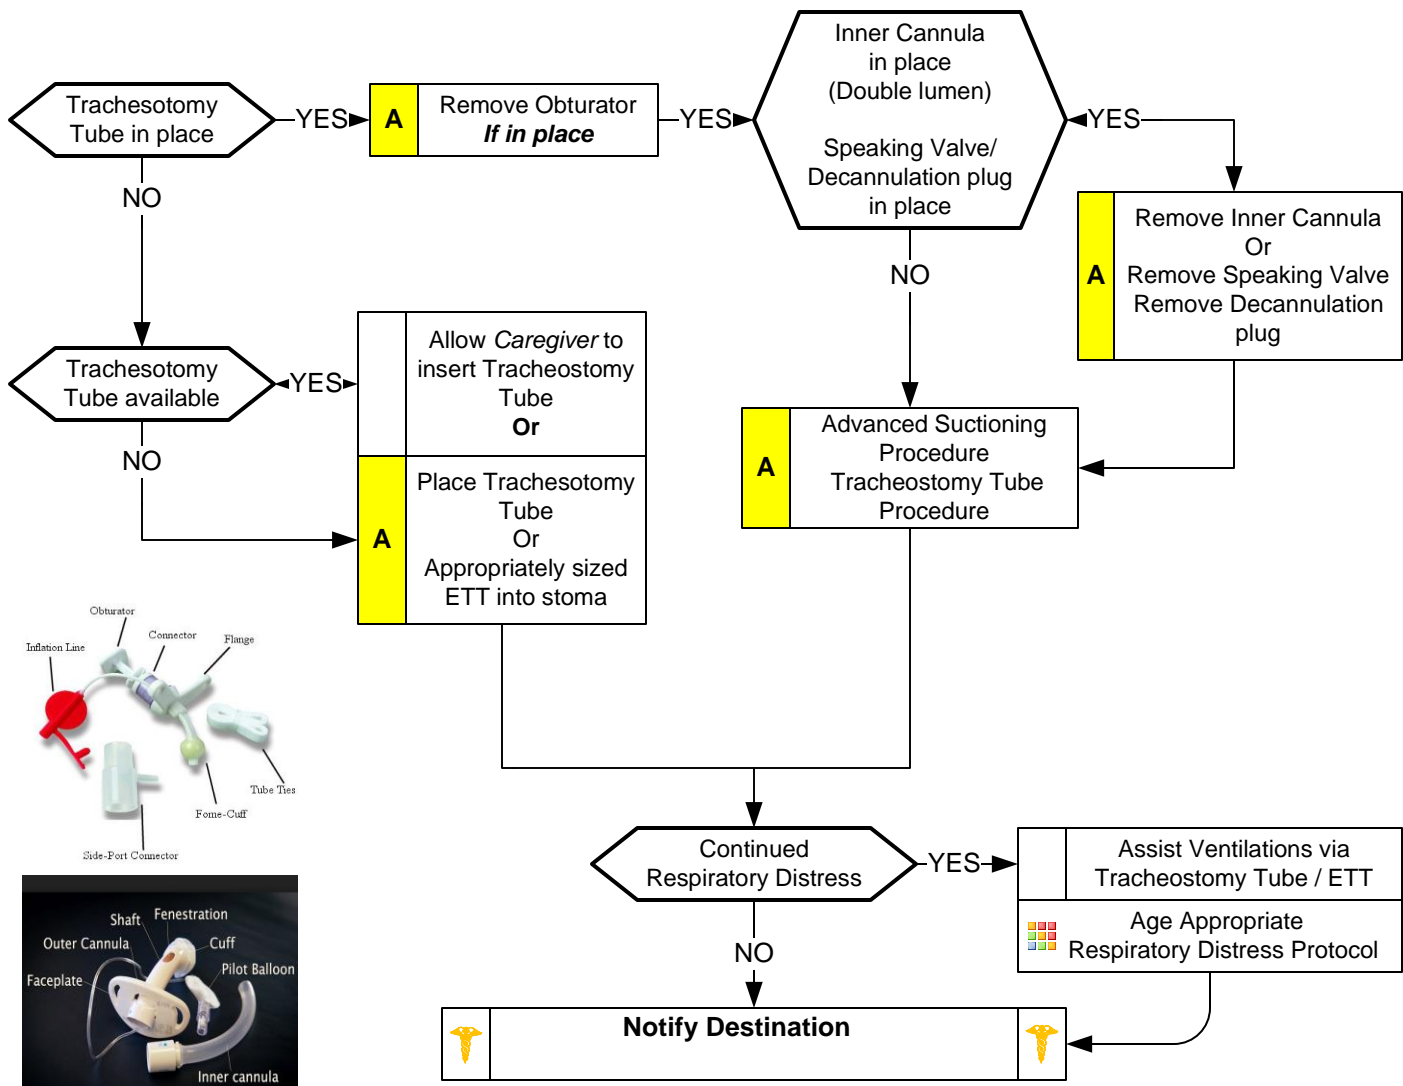 Trachesotomy
Tube in place
YES
A
Remove Obturator
If in place
YES
Inner Cannula
in place
(Double lumen)
Speaking Valve/
Decannulation plug
in place
YES
NO
NO
A
Remove Inner Cannula
Or
Remove Speaking Valve
Remove Decannulation
plug
Trachesotomy
Tube available
YES
Allow Caregiver to
insert Tracheostomy
Tube
Or
NO
A
Place Trachesotomy
Tube
Or
Appropriately sized
ETT into stoma
A
Advanced Suctioning
Procedure
Tracheostomy Tube
Procedure
Obturator
Connector
Flange
Inflation Line
Tube Ties
Fome-Cuff
Side-Port Connector
Continued
Respiratory Distress
YES
Assist Ventilations via
Tracheostomy Tube / ETT
Age Appropriate
Respiratory Distress Protocol
NO
Notify Destination
Shaft
Fenestration
Outer Cannula
Cuff
Faceplate
Pilot Balloon
Inner cannula